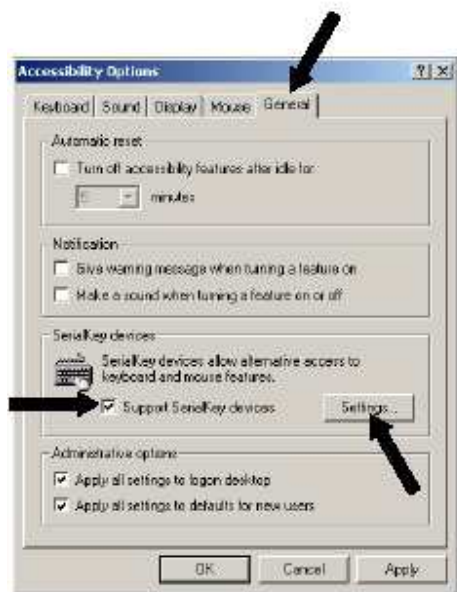 Accessibility Options
Keyboard Sound Display Mouse General
Automatic reset
Turn off accessibility features after idle for
5 minutes
Notification
Give warning message when turning a feature on
Make a sound when turning a feature on or off
SerialKey devices
SerialKey devices allow alternative access to
keyboard and mouse features.
Support SerialKey devices Settings...
Administrative options
Apply all settings to logon desktop
Apply all settings to defaults for new users
OK Cancel Apply